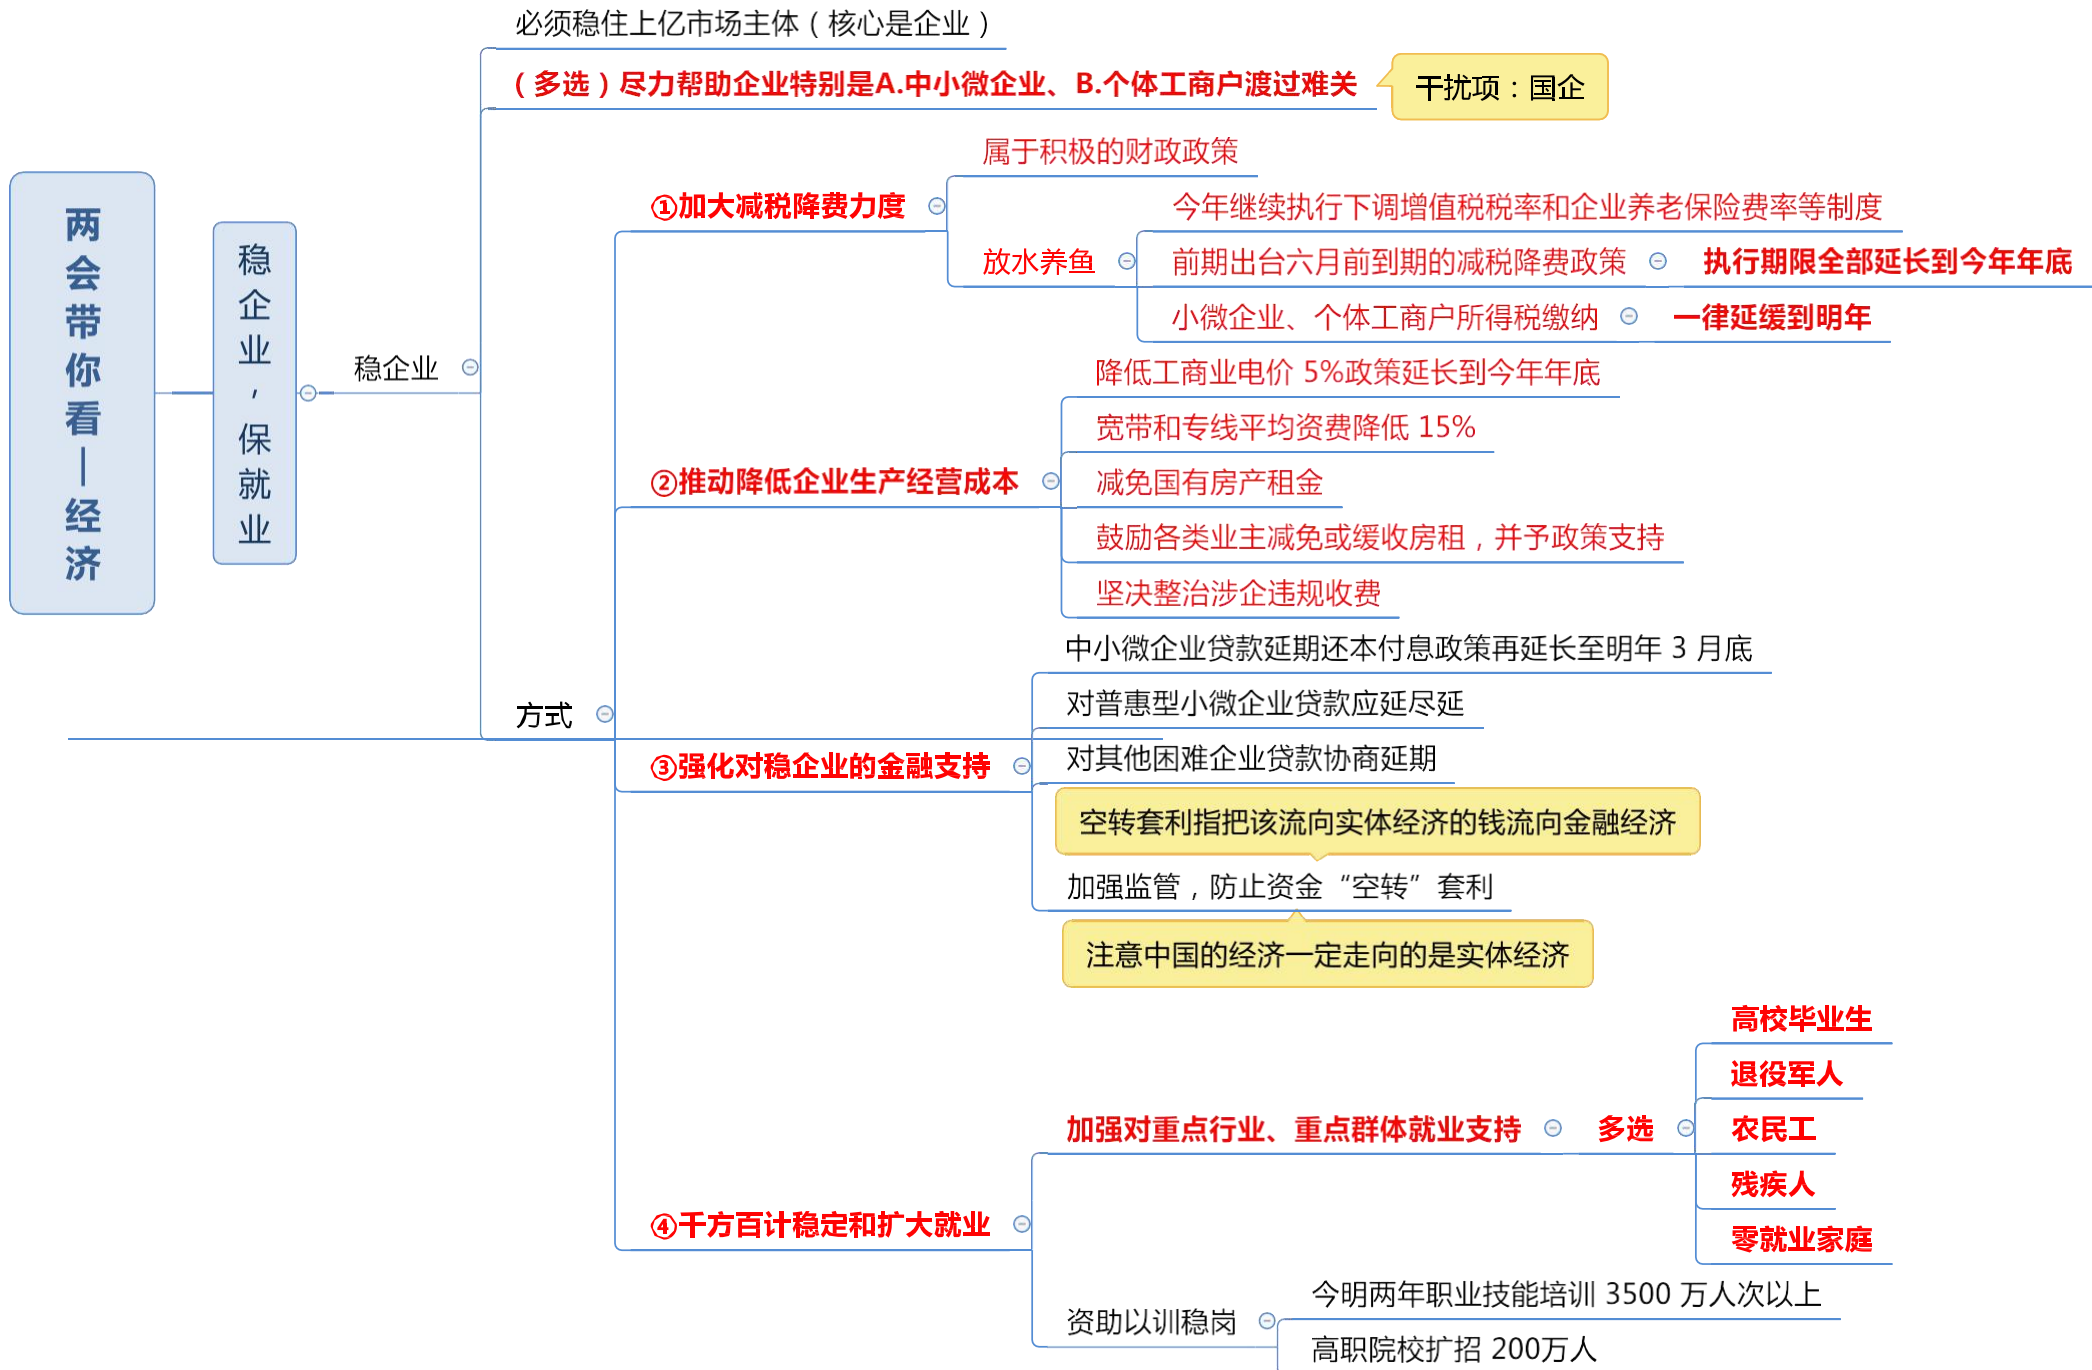 两会带你看—经济
稳企业，保就业
稳企业
必须稳住上亿市场主体（核心是企业）
（多选）尽力帮助企业特别是A.中小微企业、B.个体工商户渡过难关
干扰项：国企
方式
①加大减税降费力度
属于积极的财政政策
放水养鱼
今年继续执行下调增值税税率和企业养老保险费率等制度
前期出台六月前到期的减税降费政策
执行期限全部延长到今年年底
小微企业、个体工商户所得税缴纳
一律延缓到明年
②推动降低企业生产经营成本
降低工商业电价 5%政策延长到今年年底
宽带和专线平均资费降低 15%
减免国有房产租金
鼓励各类业主减免或缓收房租，并予政策支持
坚决整治涉企违规收费
③强化对稳企业的金融支持
中小微企业贷款延期还本付息政策再延长至明年 3 月底
对普惠型小微企业贷款应延尽延
对其他困难企业贷款协商延期
空转套利指把该流向实体经济的钱流向金融经济
加强监管，防止资金“空转”套利
注意中国的经济一定走向的是实体经济
④千方百计稳定和扩大就业
加强对重点行业、重点群体就业支持
多选
高校毕业生
退役军人
农民工
残疾人
零就业家庭
资助以训稳岗
今明两年职业技能培训 3500 万人次以上
高职院校扩招 200万人